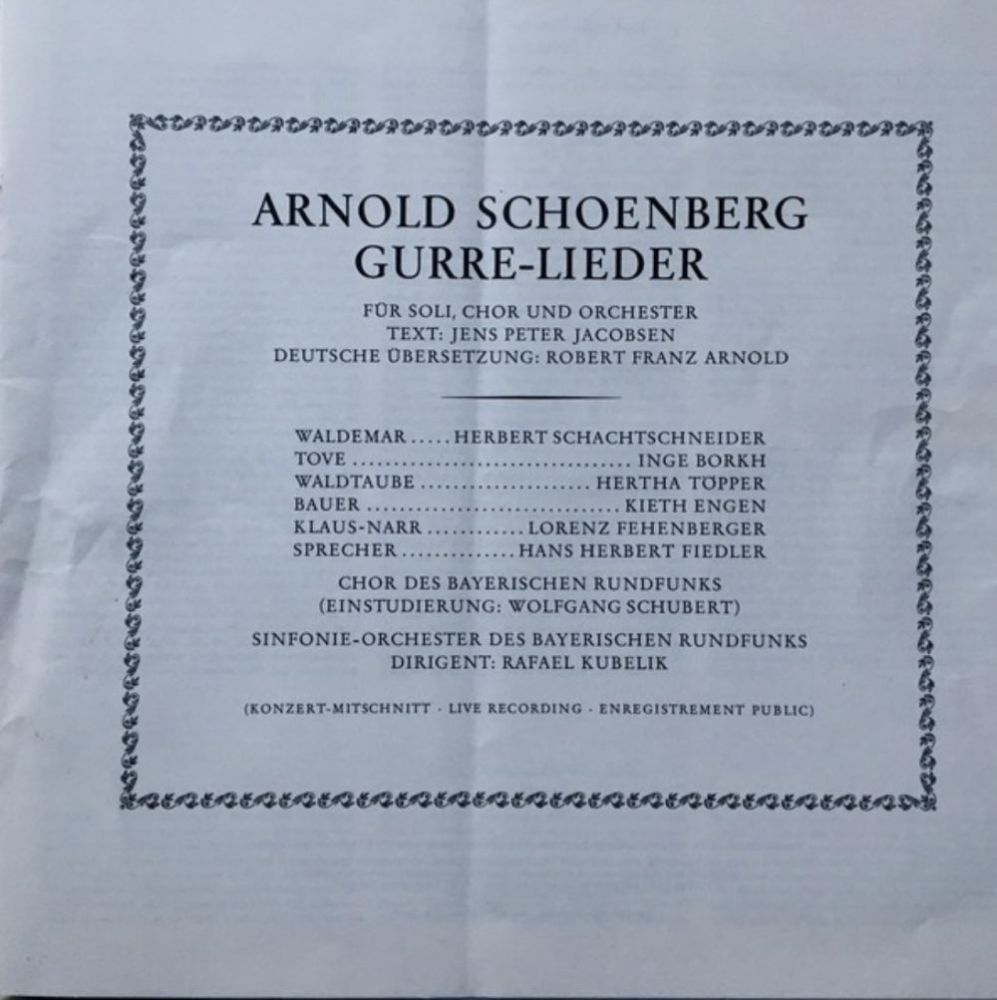 ARNOLD SCHOENBERG
GURRE-LIEDER
FÜR SOLI, CHOR UND ORCHESTER
TEXT: JENS PETER JACOBSEN
DEUTSCHE ÜBERSETZUNG: ROBERT FRANZ ARNOLD
WALDEMAR ..... HERBERT SCHACHTSCHNEIDER
TOVE ................................. INGE BORKH
WALDTAUBE .................... HERTHA TÖPPER
BAUER ................................. KIETH ENGEN
KLAUS-NARR ............ LORENZ FEHENBERGER
SPRECHER .............. HANS HERBERT FIEDLER
CHOR DES BAYERISCHEN RUNDFUNKS
(EINSTUDIERUNG: WOLFGANG SCHUBERT)
SINFONIE-ORCHESTER DES BAYERISCHEN RUNDFUNKS
DIRIGENT: RAFAEL KUBELIK
(KONZERT-MITSCHNITT · LIVE RECORDING · ENREGISTREMENT PUBLIC)